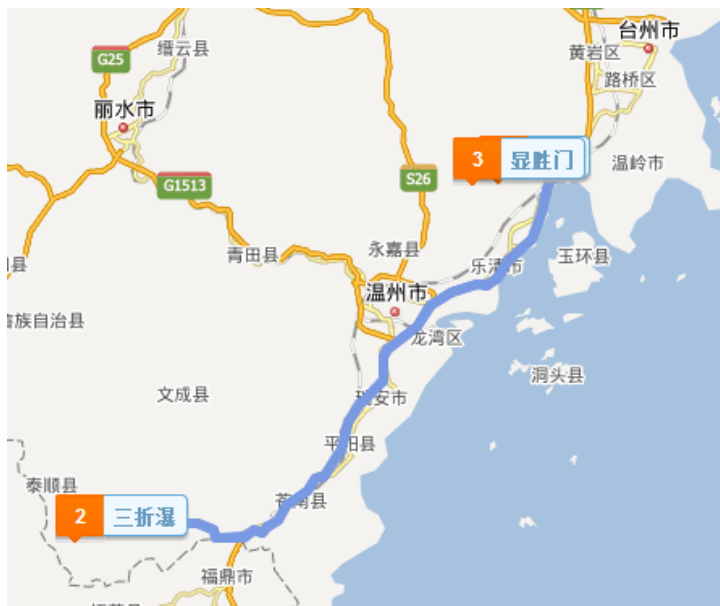 台州市
缙云县
黄岩区
G25
路桥区
丽水市
3 显胜门
温岭市
G1513
S26
永嘉县
青田县
乐清市
玉环县
温州市
族自治县
龙湾区
洞头县
文成县
瑞安市
平阳县
泰顺县
苍南县
2 三折瀑
福鼎市